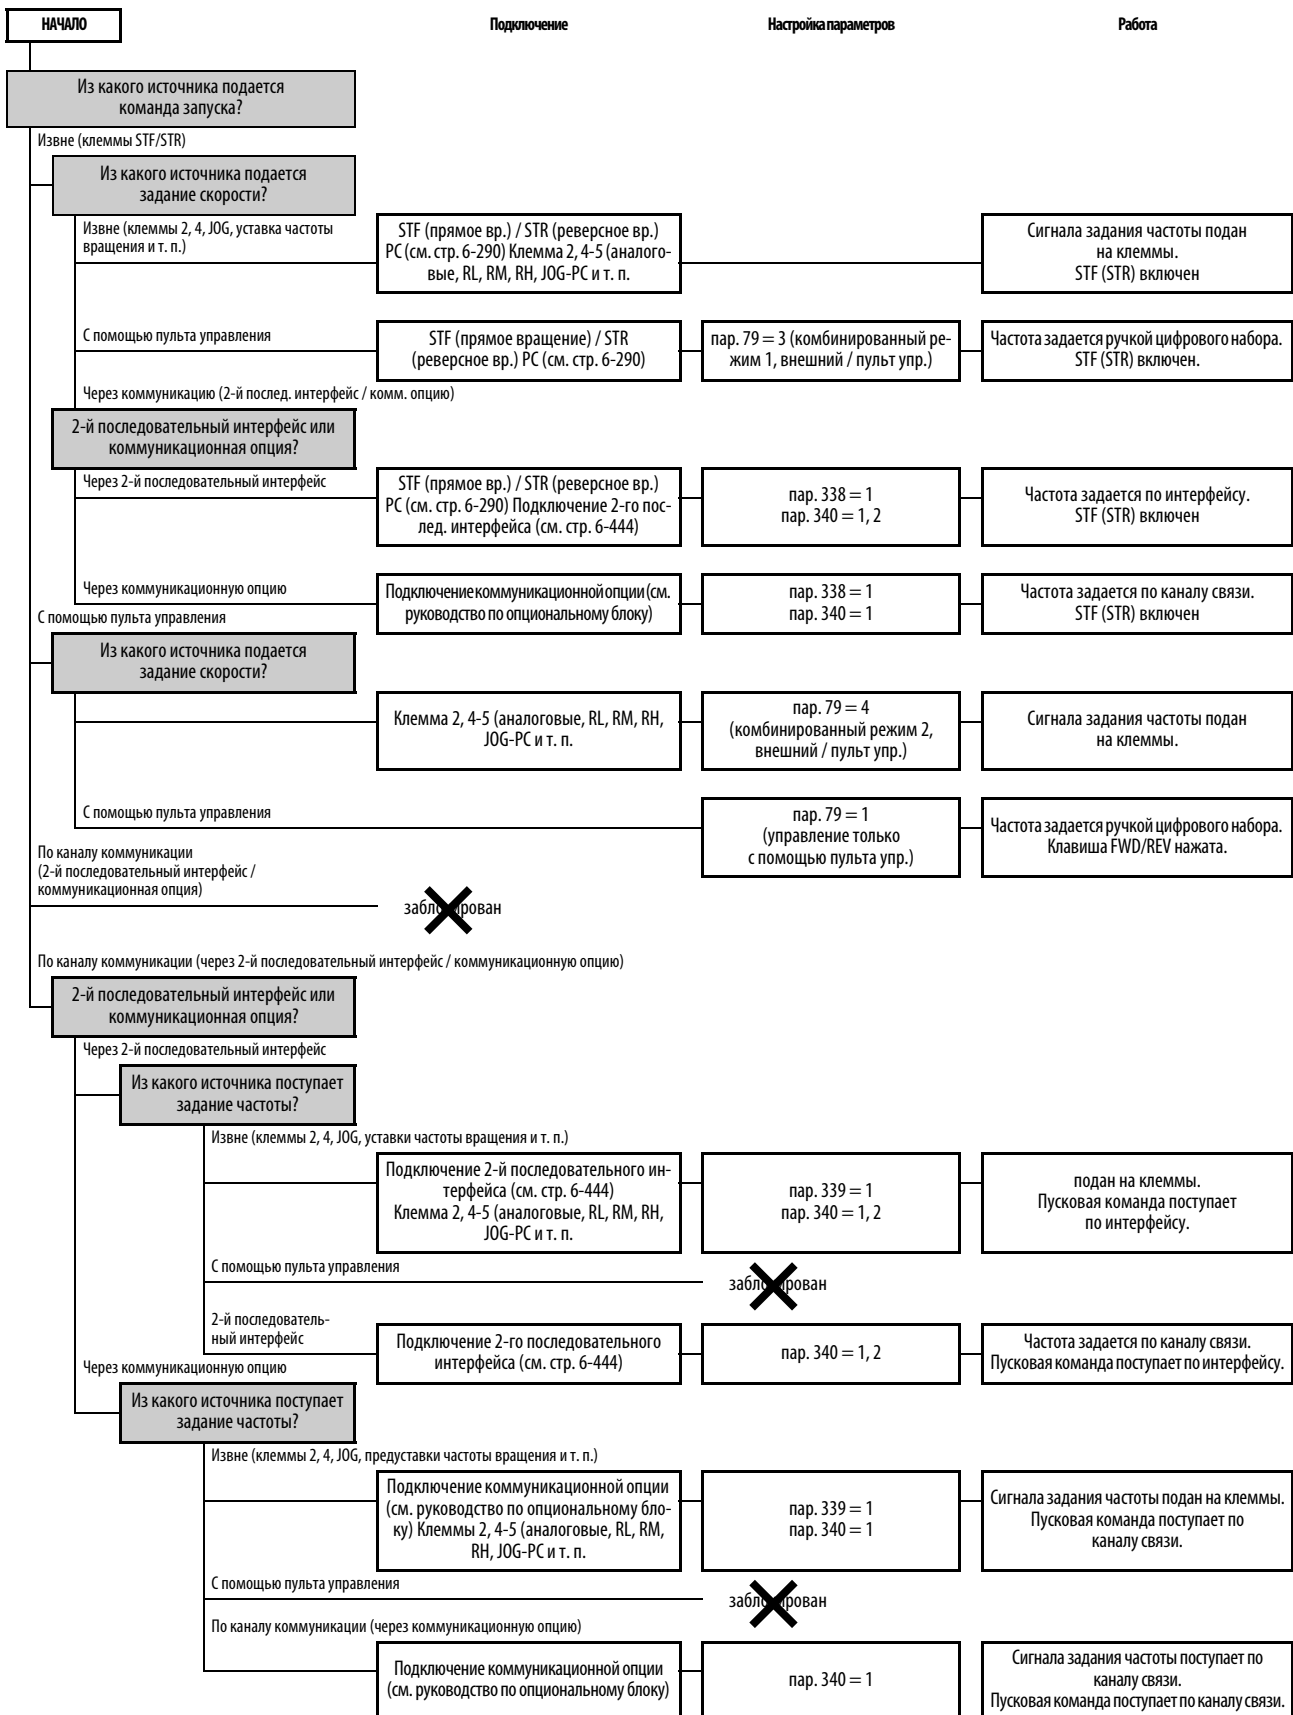 НАЧАЛО
Подключение
Настройка параметров
Работа
Из какого источника подается
команда запуска?
Извне (клеммы STF/STR)
Из какого источника подается
задание скорости?
Извне (клеммы 2, 4, JOG, уставка частоты
вращения и т. п.)
STF (прямое вр.) / STR (реверсное вр.)
PC (см. стр. 6-290) Клемма 2, 4-5 (аналого-
вые, RL, RM, RH, JOG-PC и т. п.
Сигнала задания частоты подан
на клеммы.
STF (STR) включен
С помощью пульта управления
STF (прямое вращение) / STR
(реверсное вр.) PC (см. стр. 6-290)
пар. 79 = 3 (комбинированный ре-
жим 1, внешний / пульт упр.)
Частота задается ручкой цифрового набора.
STF (STR) включен.
Через коммуникацию (2-й послед. интерфейс / комм. опцию)
2-й последовательный интерфейс или
коммуникационная опция?
Через 2-й последовательный интерфейс
STF (прямое вр.) / STR (реверсное вр.)
PC (см. стр. 6-290) Подключение 2-го пос-
лед. интерфейса (см. стр. 6-444)
пар. 338 = 1
пар. 340 = 1, 2
Частота задается по интерфейсу.
STF (STR) включен
Через коммуникационную опцию
Подключение коммуникационной опции (см.
руководство по опциональному блоку)
пар. 338 = 1
пар. 340 = 1
Частота задается по каналу связи.
STF (STR) включен
С помощью пульта управления
Из какого источника подается
задание скорости?
Клемма 2, 4-5 (аналоговые, RL, RM, RH,
JOG-PC и т. п.
пар. 79 = 4
(комбинированный режим 2,
внешний / пульт упр.)
Сигнала задания частоты подан
на клеммы.
С помощью пульта управления
пар. 79 = 1
(управление только
с помощью пульта упр.)
Частота задается ручкой цифрового набора.
Клавиша FWD/REV нажата.
По каналу коммуникации
(2-й последовательный интерфейс /
коммуникационная опция)
заблокирован
По каналу коммуникации (через 2-й последовательный интерфейс / коммуникационную опцию)
2-й последовательный интерфейс или
коммуникационная опция?
Через 2-й последовательный интерфейс
Из какого источника поступает
задание частоты?
Извне (клеммы 2, 4, JOG, уставки частоты вращения и т. п.)
Подключение 2-й последовательного ин-
терфейса (см. стр. 6-444)
Клемма 2, 4-5 (аналоговые, RL, RM, RH,
JOG-PC и т. п.
пар. 339 = 1
пар. 340 = 1, 2
подан на клеммы.
Пусковая команда поступает
по интерфейсу.
С помощью пульта управления
заблокирован
2-й последователь-
ный интерфейс
Подключение 2-го последовательного
интерфейса (см. стр. 6-444)
пар. 340 = 1, 2
Частота задается по каналу связи.
Пусковая команда поступает по интерфейсу.
Через коммуникационную опцию
Из какого источника поступает
задание частоты?
Извне (клеммы 2, 4, JOG, предуставки частоты вращения и т. п.)
Подключение коммуникационной опции
(см. руководство по опциональному бло-
ку) Клеммы 2, 4-5 (аналоговые, RL, RM,
RH, JOG-PC и т. п.
пар. 339 = 1
пар. 340 = 1
Сигнала задания частоты подан на клеммы.
Пусковая команда поступает по
каналу связи.
С помощью пульта управления
заблокирован
По каналу коммуникации (через коммуникационную опцию)
Подключение коммуникационной опции
(см. руководство по опциональному блоку)
пар. 340 = 1
Сигнала задания частоты поступает по
каналу связи.
Пусковая команда поступает по каналу связи.